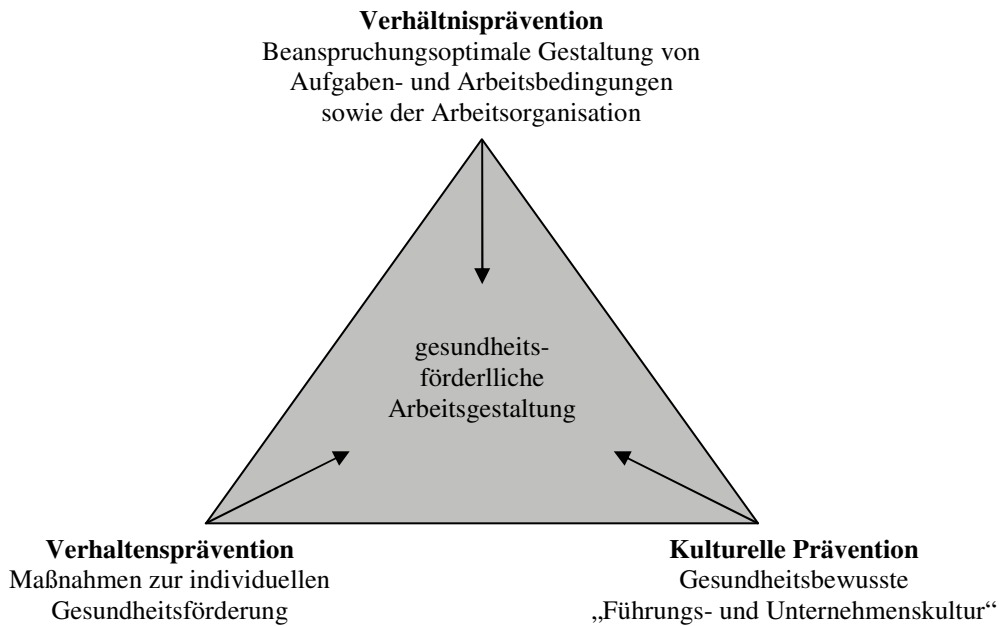 Verhältnisprävention
Beanspruchungsoptimale Gestaltung von
Aufgaben- und Arbeitsbedingungen
sowie der Arbeitsorganisation
gesundheits-
förderlliche
Arbeitsgestaltung
Verhaltensprävention
Maßnahmen zur individuellen
Gesundheitsförderung
Kulturelle Prävention
Gesundheitsbewusste
„Führungs- und Unternehmenskultur“